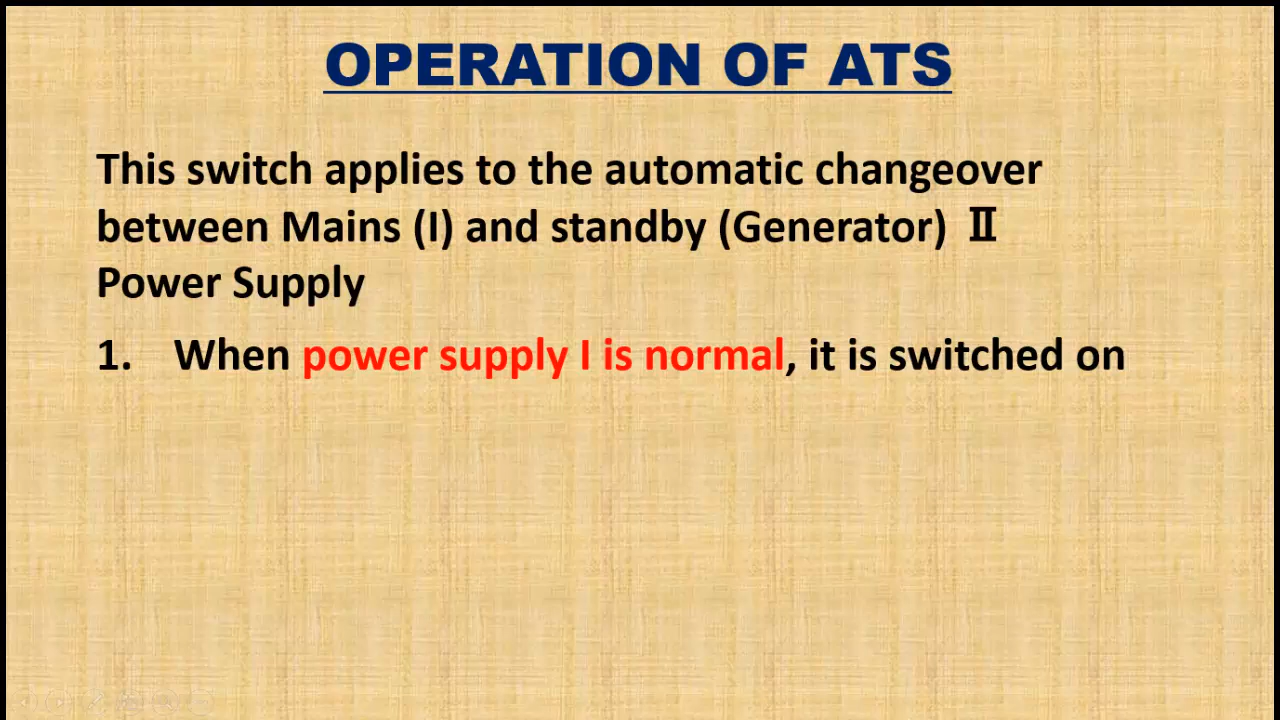 OPERATION OF ATS
This switch applies to the automatic changeover
between Mains (I) and standby (Generator) Ⅱ
Power Supply
1. When power supply I is normal, it is switched on